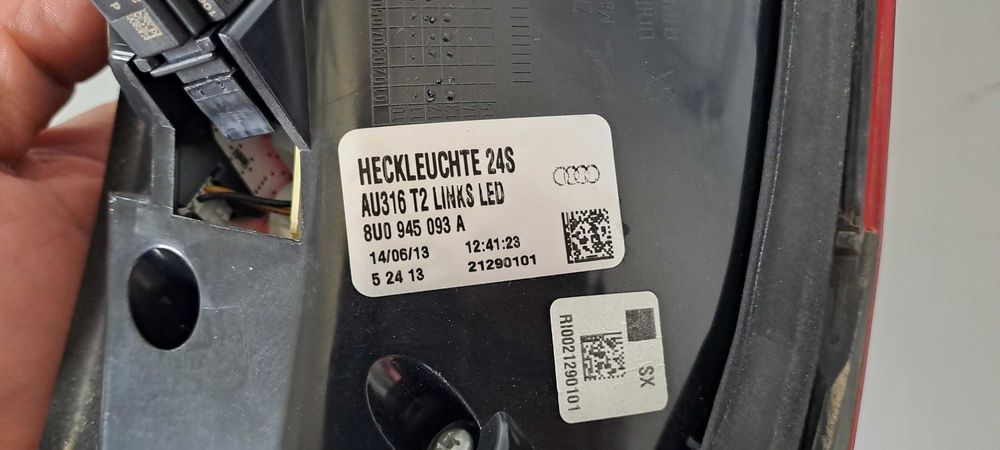 HECKLEUCHTE 24S
AU316 T2 LINKS LED
8U0 945 093 A
14/06/13 12:41:23
5 24 13 21290101
RI0021290101
SX